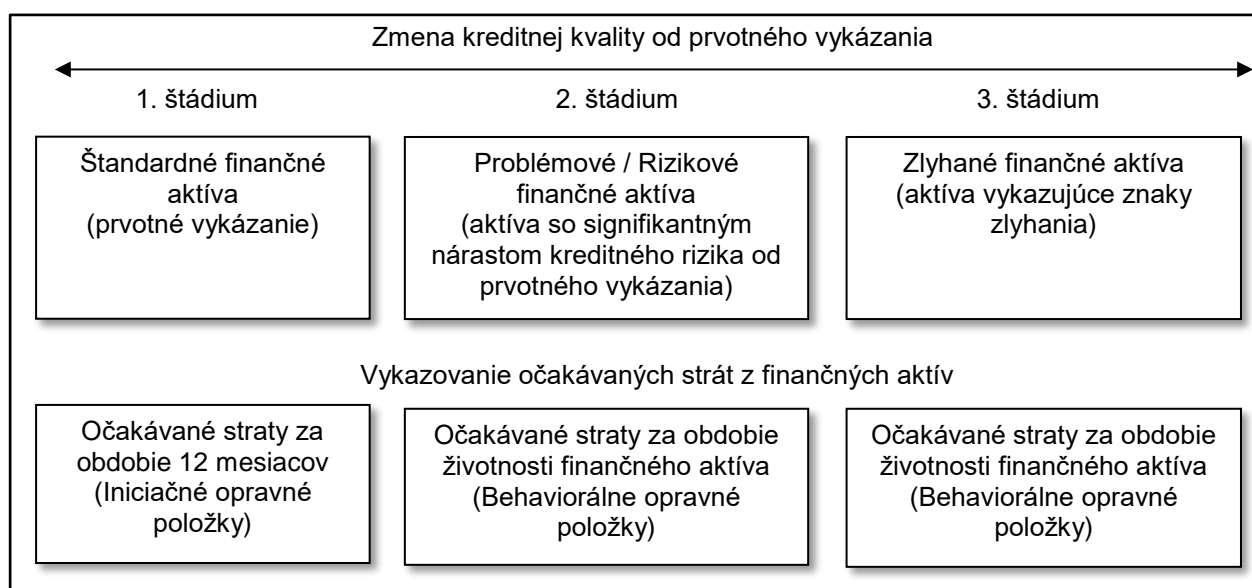 Zmena kreditnej kvality od prvotného vykázania
1. štádium
2. štádium
3. štádium
Štandardné finančné
aktíva
(prvotné vykázanie)
Problémové / Rizikové
finančné aktíva
(aktíva so signifikantným
nárastom kreditného rizika od
prvotného vykázania)
Zlyhané finančné aktíva
(aktíva vykazujúce znaky
zlyhania)
Vykazovanie očakávaných strát z finančných aktív
Očakávané straty za
obdobie 12 mesiacov
(Iniciačné opravné
položky)
Očakávané straty za obdobie
životnosti finančného aktíva
(Behaviorálne opravné
položky)
Očakávané straty za obdobie
životnosti finančného aktíva
(Behaviorálne opravné
položky)